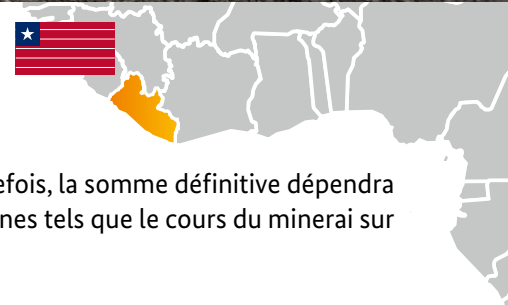 efois, la somme définitive dépendra
nes tels que le cours du minerai sur